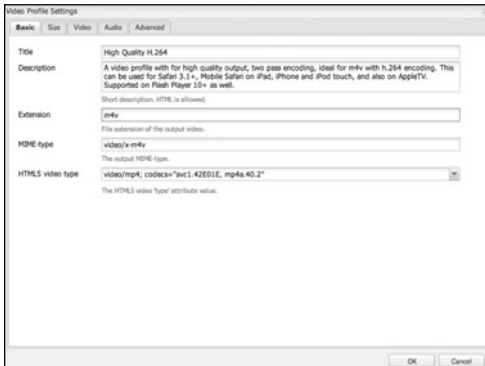 Video Profile Settings
Basic Size Video Audio Advanced
Title High Quality H.264
Description A video profile with for high quality output, two pass encoding, ideal for m4v with h.264 encoding. This
can be used for Safari 3.1+, Mobile Safari on iPad, iPhone and iPod touch, and also on AppleTV.
Supported on Flash Player 10+ as well.
Short description. HTML is allowed.
Extension m4v
File extension of the output video.
MIME-type video/x-m4v
The output MIME-type.
HTML5 video type video/mp4; codecs="avc1.42E01E, mp4a.40.2"
The HTML5 video 'type' attribute value.
OK Cancel